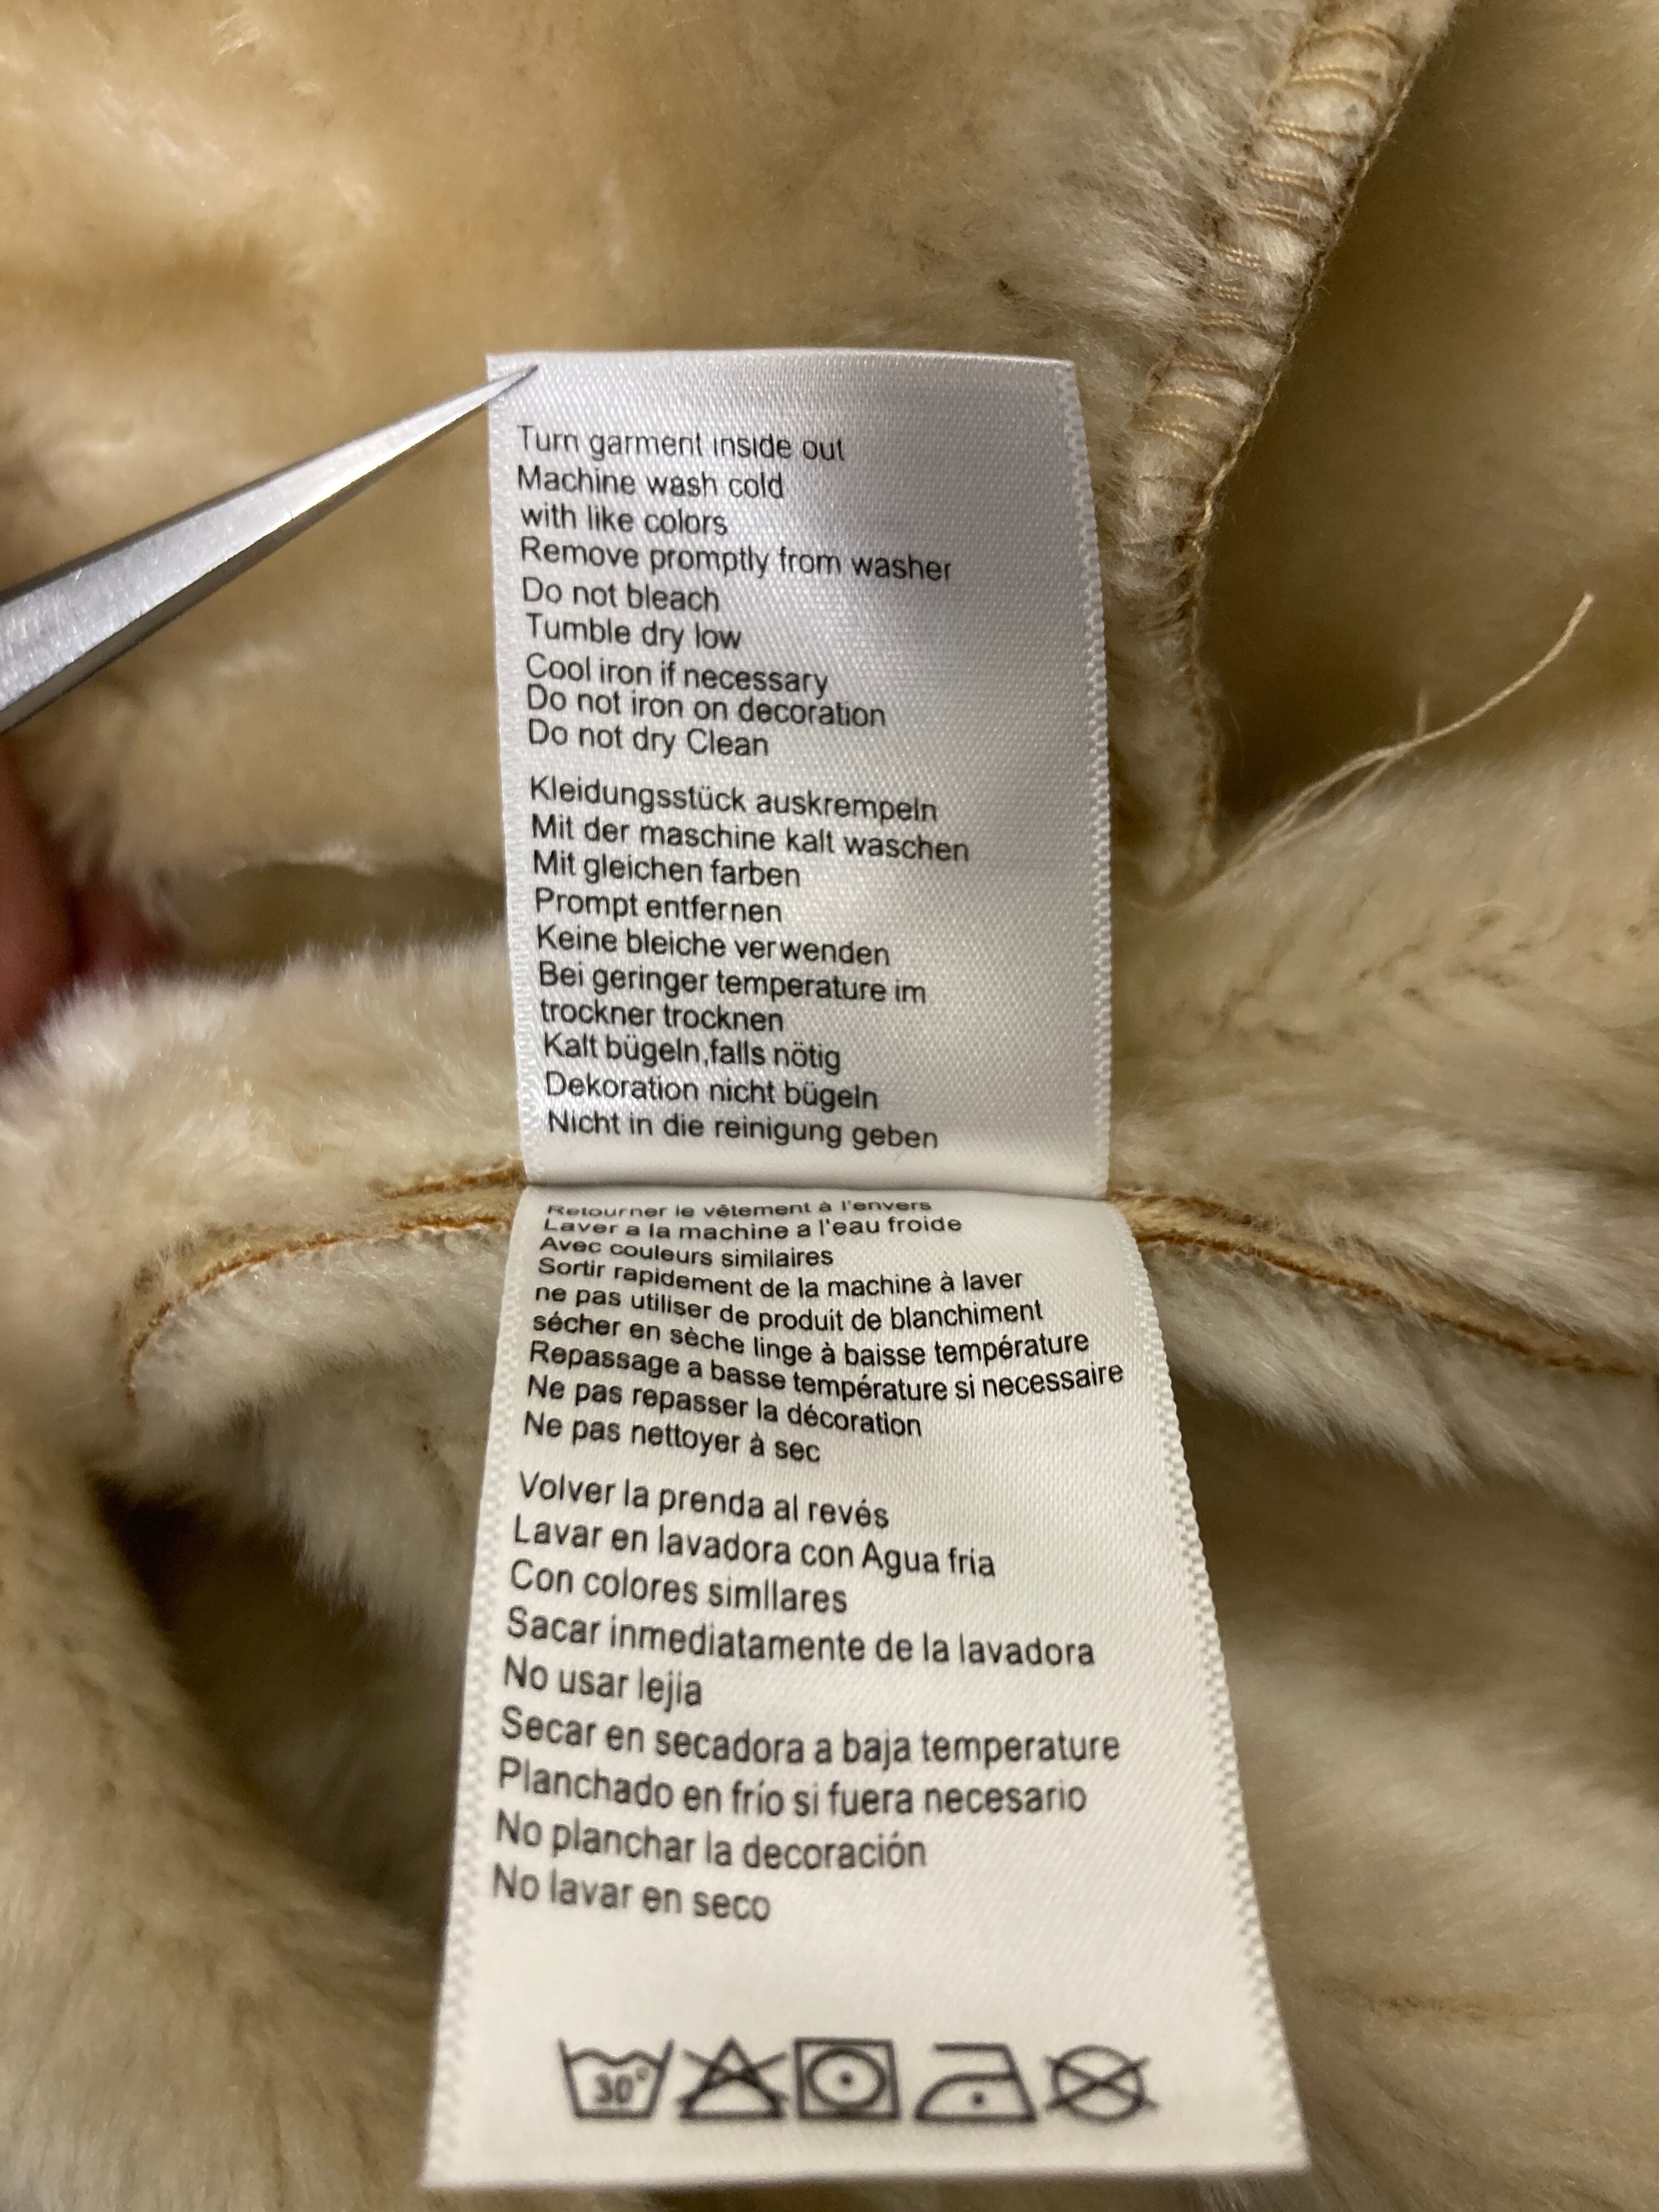 Turn garment inside out
Machine wash cold
with like colors
Remove promptly from washer
Do not bleach
Tumble dry low
Cool iron if necessary
Do not iron on decoration
Do not dry Clean
Kleidungsstück auskrempeln
Mit der maschine kalt waschen
Mit gleichen farben
Prompt entfernen
Keine bleiche verwenden
Bei geringer temperature im
trockner trocknen
Kalt bügeln,falls nötig
Dekoration nicht bügeln
Nicht in die reinigung geben
Retourner le vêtement à l'envers
Laver a la machine a l'eau froide
Avec couleurs similaires
Sortir rapidement de la machine à laver
ne pas utiliser de produit de blanchiment
sécher en sèche linge à baisse température
Repassage a basse température si necessaire
Ne pas repasser la décoration
Ne pas nettoyer à sec
Volver la prenda al revés
Lavar en lavadora con Agua fria
Con colores simllares
Sacar inmediatamente de la lavadora
No usar lejia
Secar en secadora a baja temperature
Planchado en frío si fuera necesario
No planchar la decoración
No lavar en seco
30°